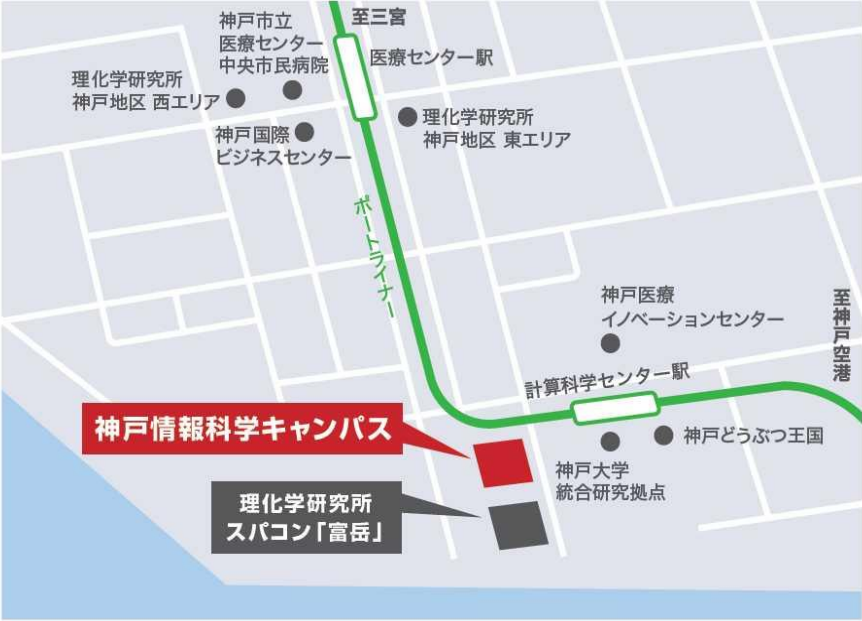 至三宮
神戸市立
医療センター
中央市民病院
医療センター駅
理化学研究所
神戸地区 西エリア
理化学研究所
神戸地区 東エリア
神戸国際
ビジネスセンター
ポートライナー
神戸医療
イノベーションセンター
至神戸空港
計算科学センター駅
神戸情報科学キャンパス
神戸どうぶつ王国
神戸大学
統合研究拠点
理化学研究所
スパコン「富岳」